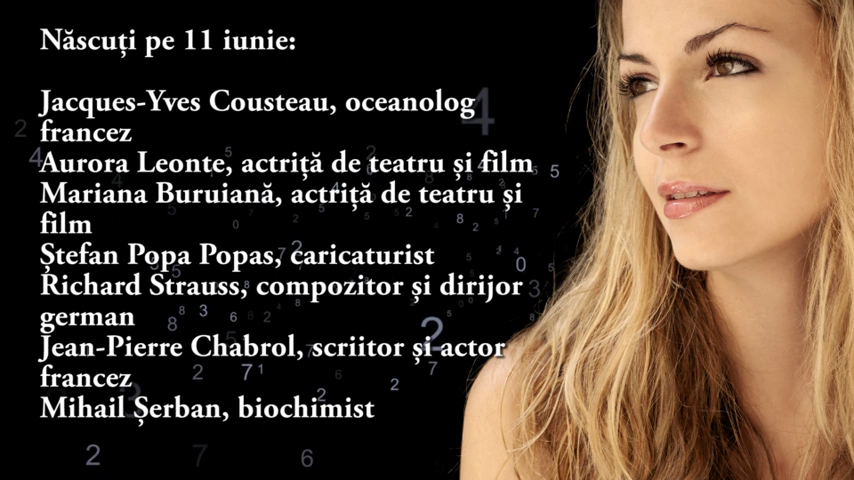 Născuți pe 11 iunie:
Jacques-Yves Cousteau, oceanolog
francez
Aurora Leonte, actriță de teatru și film
Mariana Buruiană, actriță de teatru și
film
Ștefan Popa Popas, caricaturist
Richard Strauss, compozitor și dirijor
german
Jean-Pierre Chabrol, scriitor și actor
francez
Mihail Șerban, biochimist